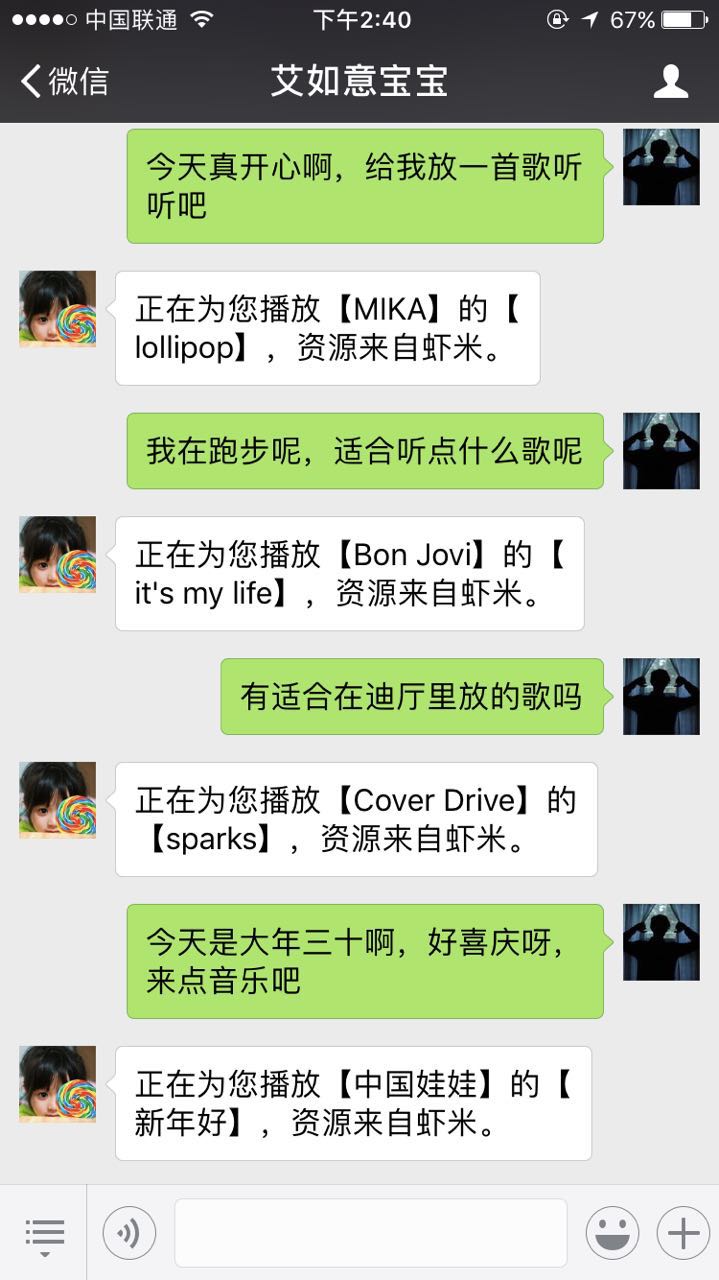 中国联通 下午2:40 67%
微信 艾如意宝宝
今天真开心啊，给我放一首歌听
听吧
正在为您播放【MIKA】的【
lollipop】，资源来自虾米。
我在跑步呢，适合听点什么歌呢
正在为您播放【Bon Jovi】的【
it's my life】，资源来自虾米。
有适合在迪厅里放的歌吗
正在为您播放【Cover Drive】的
【sparks】，资源来自虾米。
今天是大年三十啊，好喜庆呀，
来点音乐吧
正在为您播放【中国娃娃】的【
新年好】，资源来自虾米。